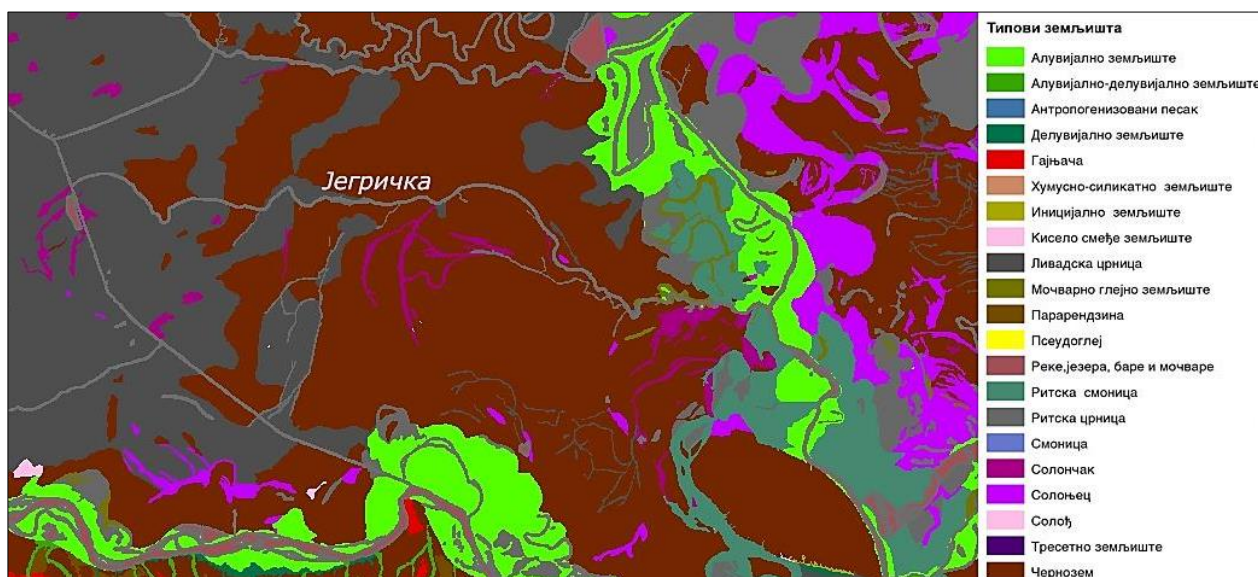 Јегричка
Типови земљишта
Алувијално земљиште
Алувијално-делувијално земљиште
Антропогенизовани песак
Делувијално земљиште
Гајњача
Хумусно-силикатно земљиште
Иницијално земљиште
Кисело смеђе земљиште
Ливадска црница
Мочварно глејно земљиште
Парарендзина
Псеудоглеј
Реке,језера, баре и мочваре
Ритска смоница
Ритска црница
Смоница
Солончак
Солоњец
Солођ
Тресетно земљиште
Чернозем